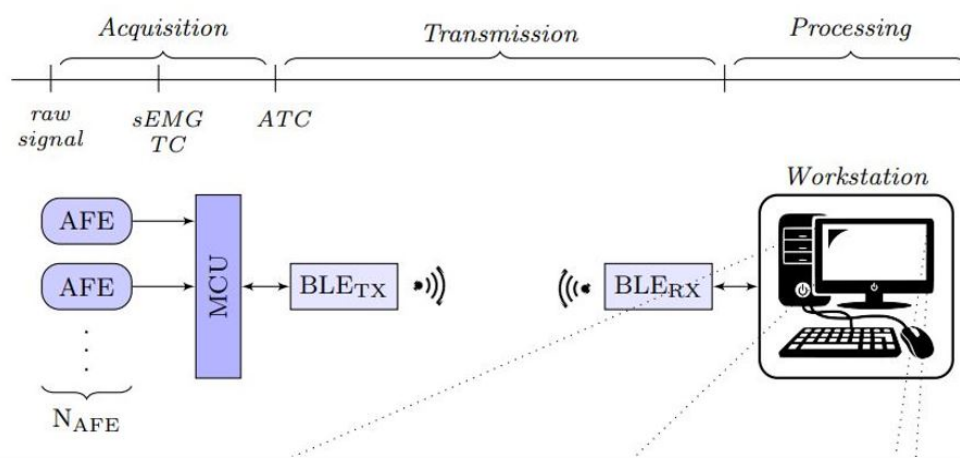 Acquisition Transmission Processing
raw signal sEMG TC ATC
Workstation
AFE
AFE
MCU
BLETX
BLERX
NAFE